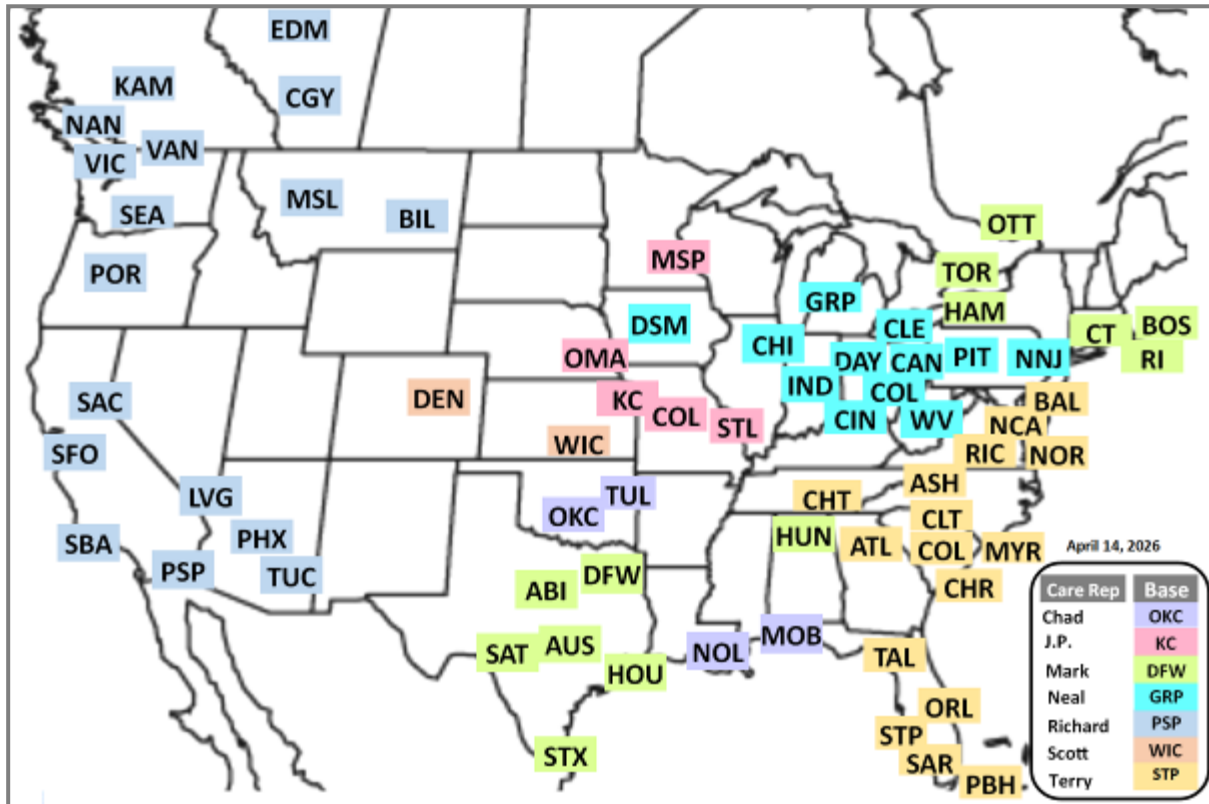 EDM
KAM
CGY
NAN
VIC
VAN
SEA
MSL
BIL
POR
MSP
OTT
TOR
GRP
HAM
DSM
CLE
CT
BOS
RI
CHI
OMA
DAY
CAN
PIT
NNJ
IND
COL
SAC
DEN
KC
COL
STL
CIN
WV
BAL
NCA
SFO
WIC
RIC
NOR
LVG
TUL
OKC
CHT
ASH
SBA
PHX
HUN
ATL
CLT
COL
MYR
PSP
TUC
ABI
DFW
CHR
SAT
AUS
HOU
NOL
MOB
TAL
ORL
STP
SAR
PBH
STX
April 14, 2026
Care Rep Base
Chad OKC
J.P. KC
Mark DFW
Neal GRP
Richard PSP
Scott WIC
Terry STP